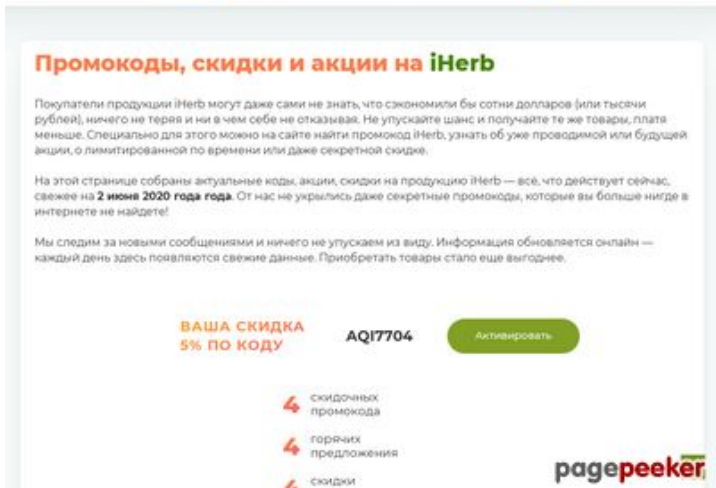 Промокоды, скидки и акции на iHerb
Покупатели продукции iHerb могут даже сами не знать, что сэкономили бы сотни долларов (или тысячи
рублей), ничего не теряя и ни в чем себе не отказывая. Не упускайте шанс и получайте те же товары, платя
меньше. Специально для этого можно на сайте найти промокод iHerb, узнать об уже проводимой или будущей
акции, о лимитированной по времени или даже секретной скидке.
На этой странице собраны актуальные коды, акции, скидки на продукцию iHerb — всё, что действует сейчас,
свежее на 2 июня 2020 года года. От нас не укрылись даже секретные промокоды, которые вы больше нигде в
интернете не найдете!
Мы следим за новыми сообщениями и ничего не упускаем из виду. Информация обновляется онлайн —
каждый день здесь появляются свежие данные. Приобретать товары стало еще выгоднее.
ВАША СКИДКА
5% ПО КОДУ
AQI7704
Активировать
4 скидочных
промокода
4 горячих
предложения
4 скидки
pagepeeker